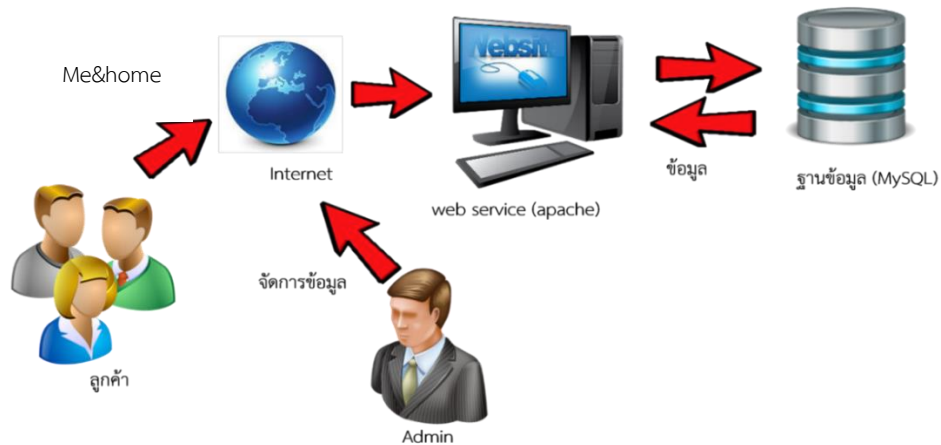 Me&home
Website
Internet
web service (apache)
ข้อมูล
ฐานข้อมูล (MySQL)
จัดการข้อมูล
ลูกค้า
Admin